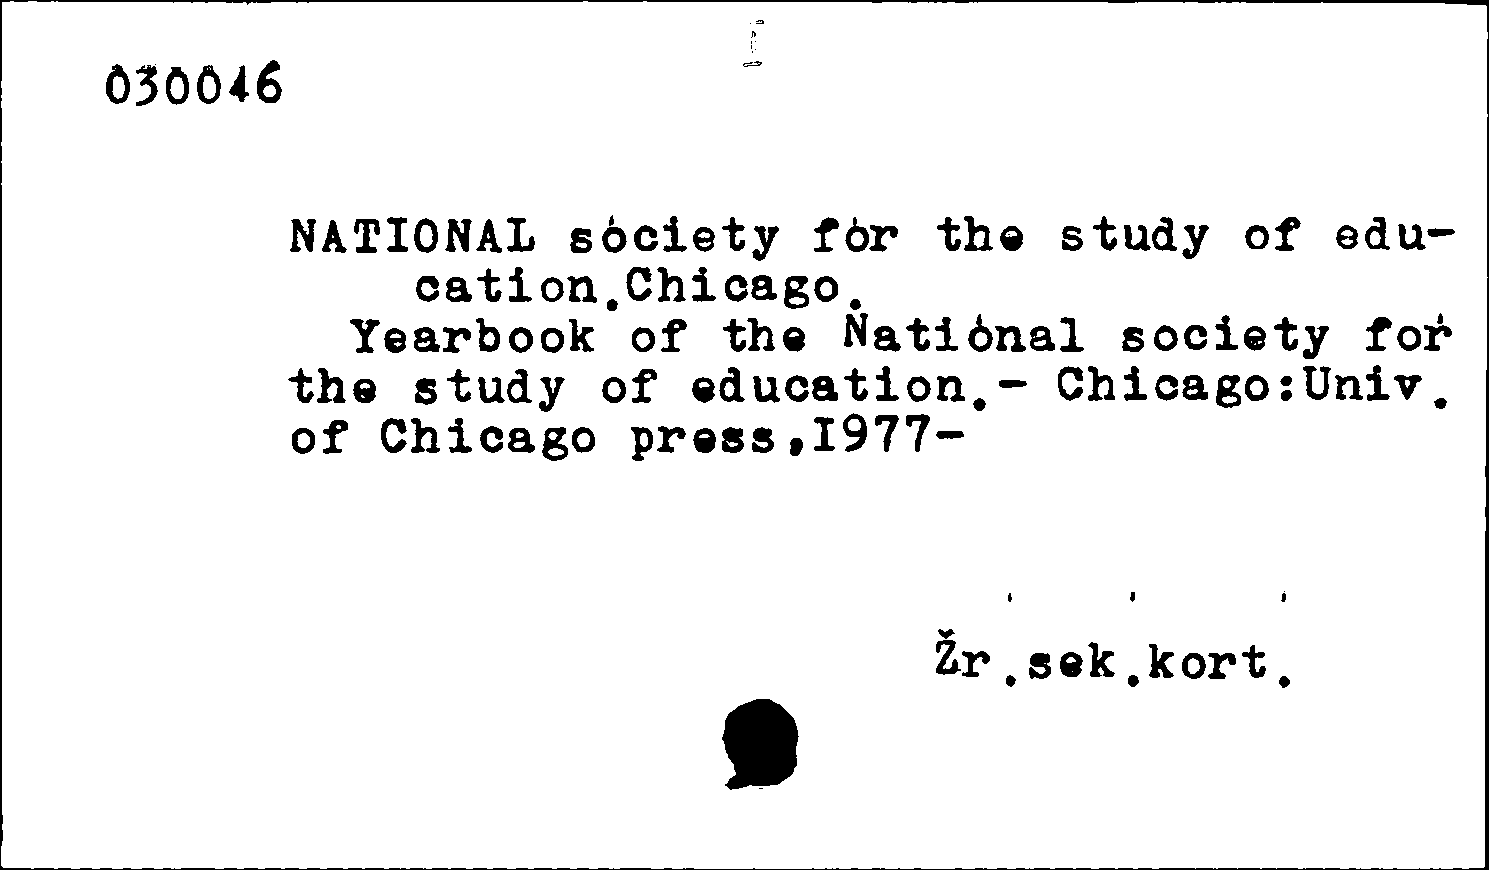 I
030046
NATIONAL society for the study of edu-
cation.Chicago.
Yearbook of the National society for
the study of education.- Chicago:Univ.
of Chicago press,I977-
Žr.sek.kort.